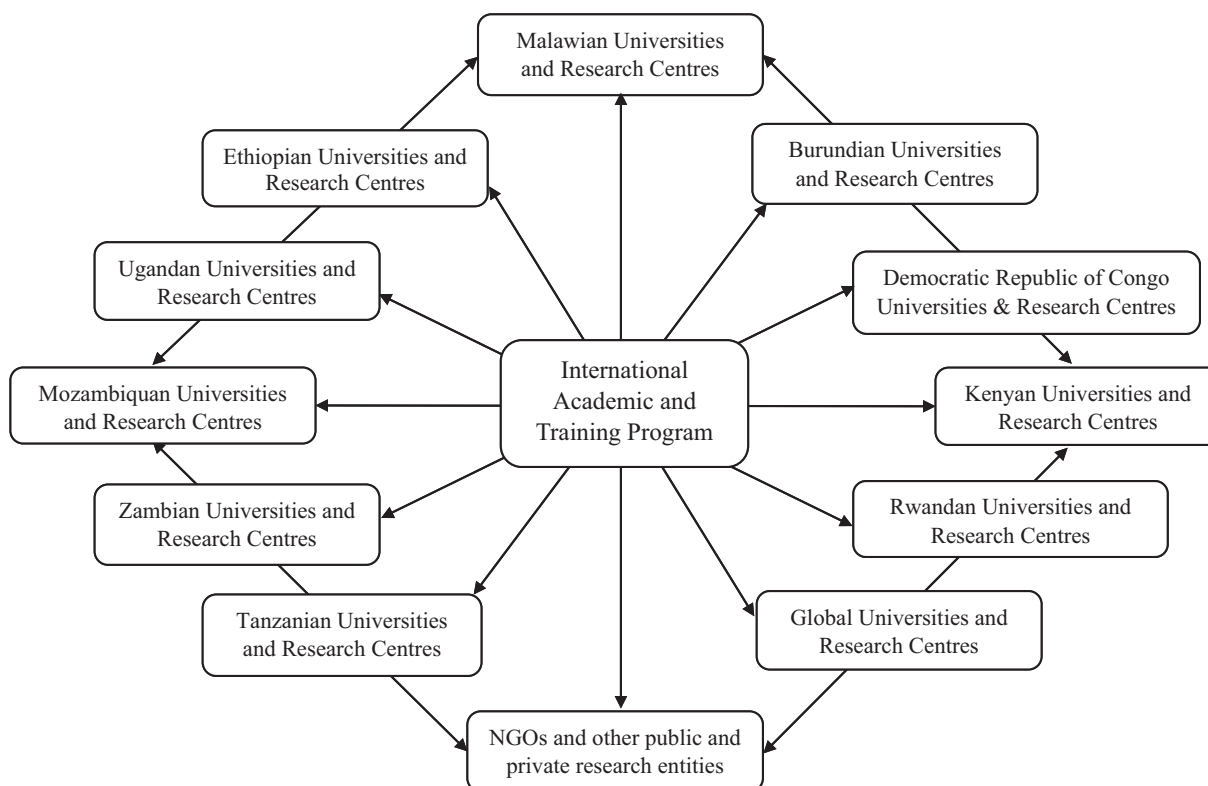 Malawian Universities
and Research Centres
Ethiopian Universities and
Research Centres
Burundian Universities
and Research Centres
Ugandan Universities and
Research Centres
Democratic Republic of Congo
Universities & Research Centres
International
Academic and
Training Program
Mozambiquan Universities
and Research Centres
Kenyan Universities and
Research Centres
Zambian Universities and
Research Centres
Rwandan Universities and
Research Centres
Tanzanian Universities
and Research Centres
Global Universities and
Research Centres
NGOs and other public and
private research entities